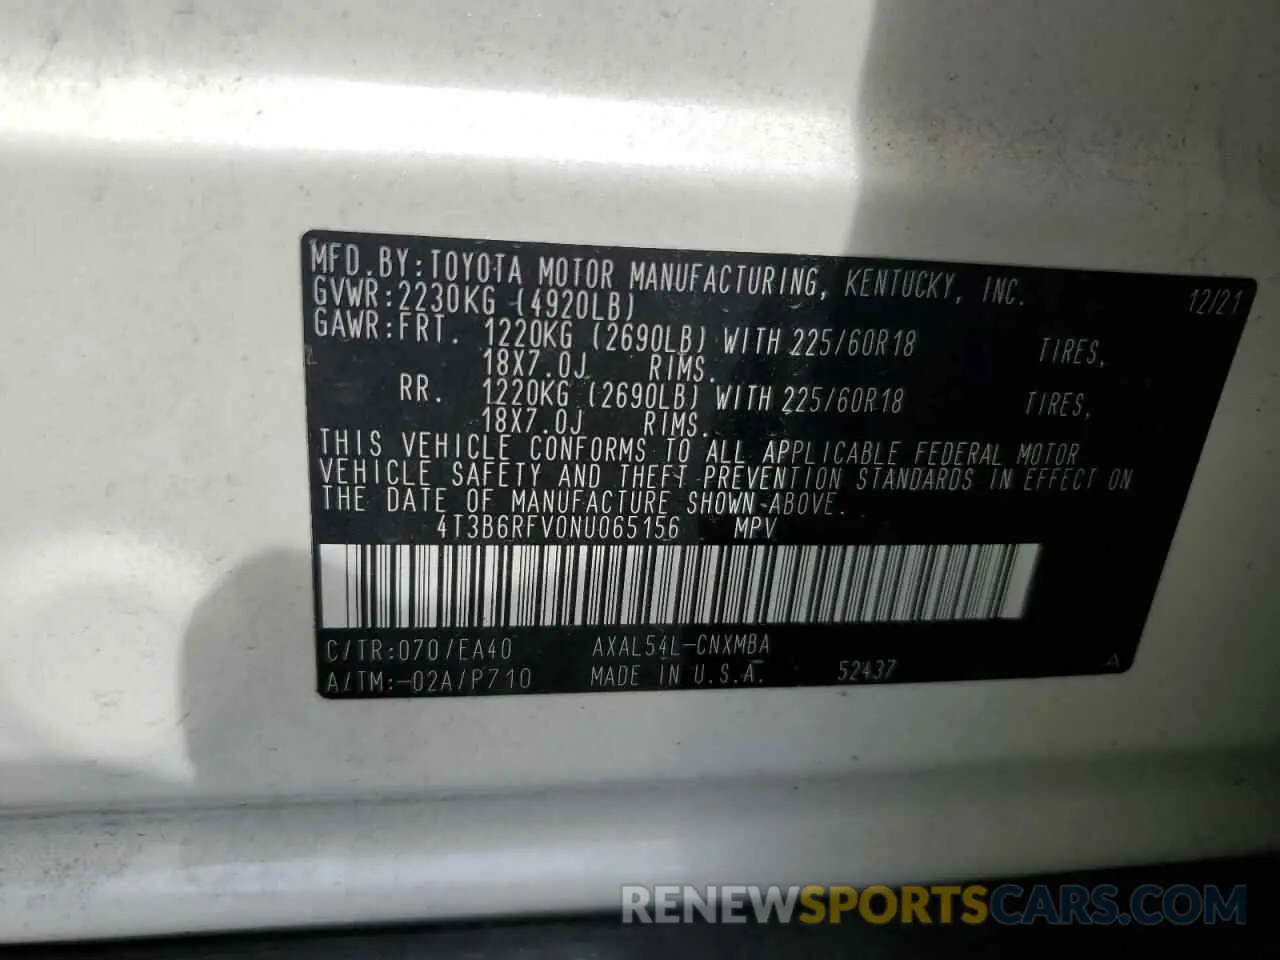 MFD.BY:TOYOTA MOTOR MANUFACTURING, KENTUCKY, INC. 12/21
GVWR:2230KG (4920LB)
GAWR:FRT. 1220KG (2690LB) WITH 225/60R18 TIRES,
18X7.0J RIMS.
RR. 1220KG (2690LB) WITH 225/60R18 TIRES,
18X7.0J RIMS.
THIS VEHICLE CONFORMS TO ALL APPLICABLE FEDERAL MOTOR
VEHICLE SAFETY AND THEFT PREVENTION STANDARDS IN EFFECT ON
THE DATE OF MANUFACTURE SHOWN ABOVE.
4T3B6RFV0NU065156 MPV
C/TR:070/EA40 AXAL54L-CNXMBA
A/TM:-02A/P710 MADE IN U.S.A. 52437 A
RENEWSPORTSCARS.COM